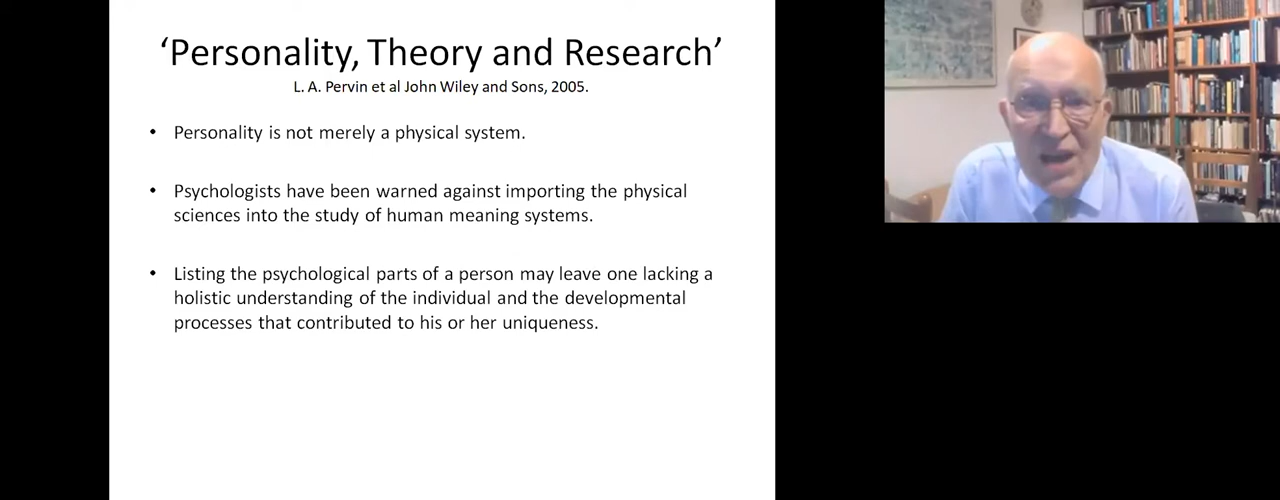 ‘Personality, Theory and Research’
L. A. Pervin et al John Wiley and Sons, 2005.
• Personality is not merely a physical system.
• Psychologists have been warned against importing the physical
sciences into the study of human meaning systems.
• Listing the psychological parts of a person may leave one lacking a
holistic understanding of the individual and the developmental
processes that contributed to his or her uniqueness.